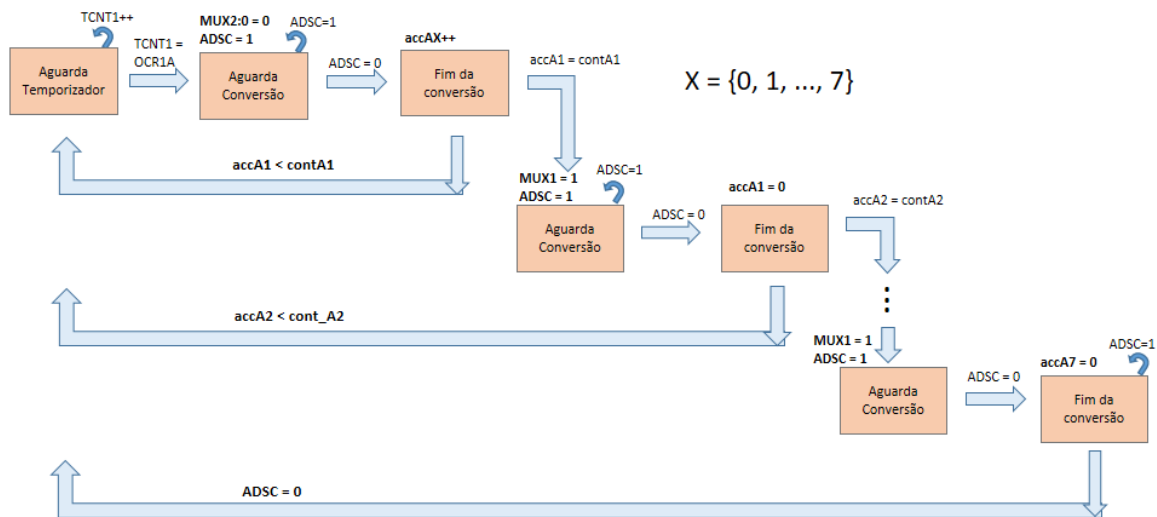 TCNT1++
Aguarda
Temporizador
TCNT1 =
OCR1A
MUX2:0 = 0
ADSC = 1
ADSC=1
Aguarda
Conversão
ADSC = 0
accAX++
Fim da
conversão
accA1 = contA1
X = {0, 1, ..., 7}
accA1 < contA1
MUX1 = 1
ADSC = 1
ADSC=1
Aguarda
Conversão
ADSC = 0
accA1 = 0
Fim da
conversão
accA2 = contA2
accA2 < cont_A2
MUX1 = 1
ADSC = 1
Aguarda
Conversão
ADSC = 0
accA7 = 0
ADSC=1
Fim da
conversão
ADSC = 0